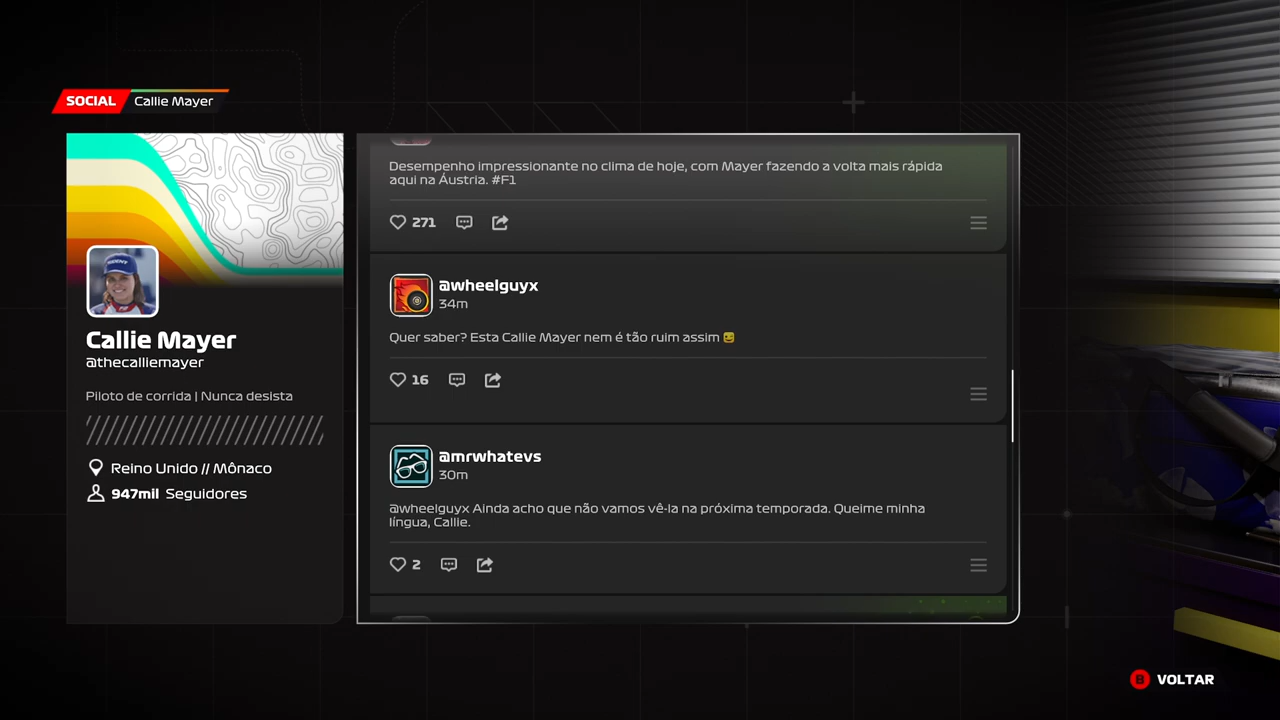 SOCIAL Callie Mayer
Callie Mayer
@thecalliemayer
Piloto de corrida | Nunca desista
Reino Unido // Mônaco
947mil Seguidores
Desempenho impressionante no clima de hoje, com Mayer fazendo a volta mais rápida
aqui na Áustria. #F1
271
@wheelguyx
34m
Quer saber? Esta Callie Mayer nem é tão ruim assim
16
@mrwhatevs
30m
@wheelguyx Ainda acho que não vamos vê-la na próxima temporada. Queime minha
língua, Callie.
2
B VOLTAR